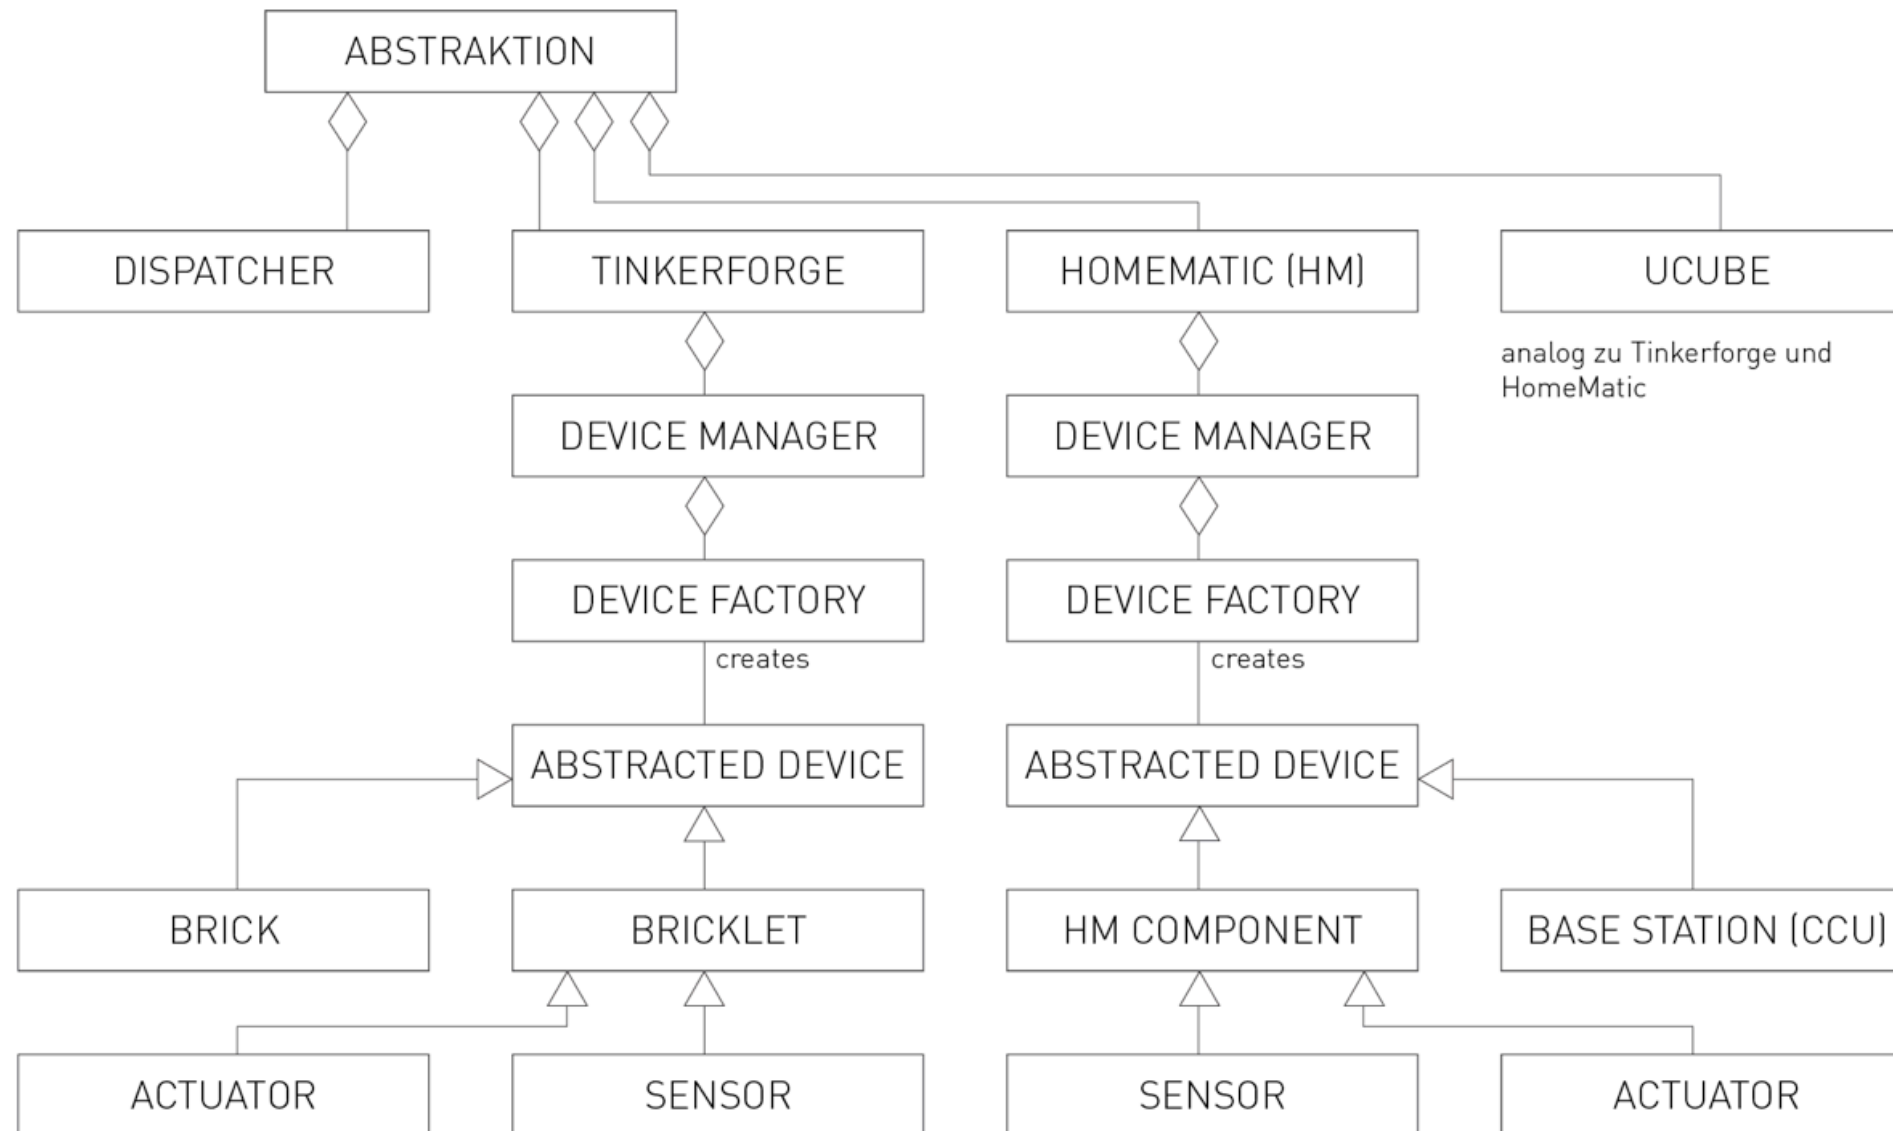 ABSTRAKTION
DISPATCHER
TINKERFORGE
HOMEMATIC (HM)
UCUBE
analog zu Tinkerforge und
HomeMatic
DEVICE MANAGER
DEVICE MANAGER
DEVICE FACTORY
DEVICE FACTORY
creates
creates
ABSTRACTED DEVICE
ABSTRACTED DEVICE
BRICK
BRICKLET
HM COMPONENT
BASE STATION (CCU)
ACTUATOR
SENSOR
SENSOR
ACTUATOR